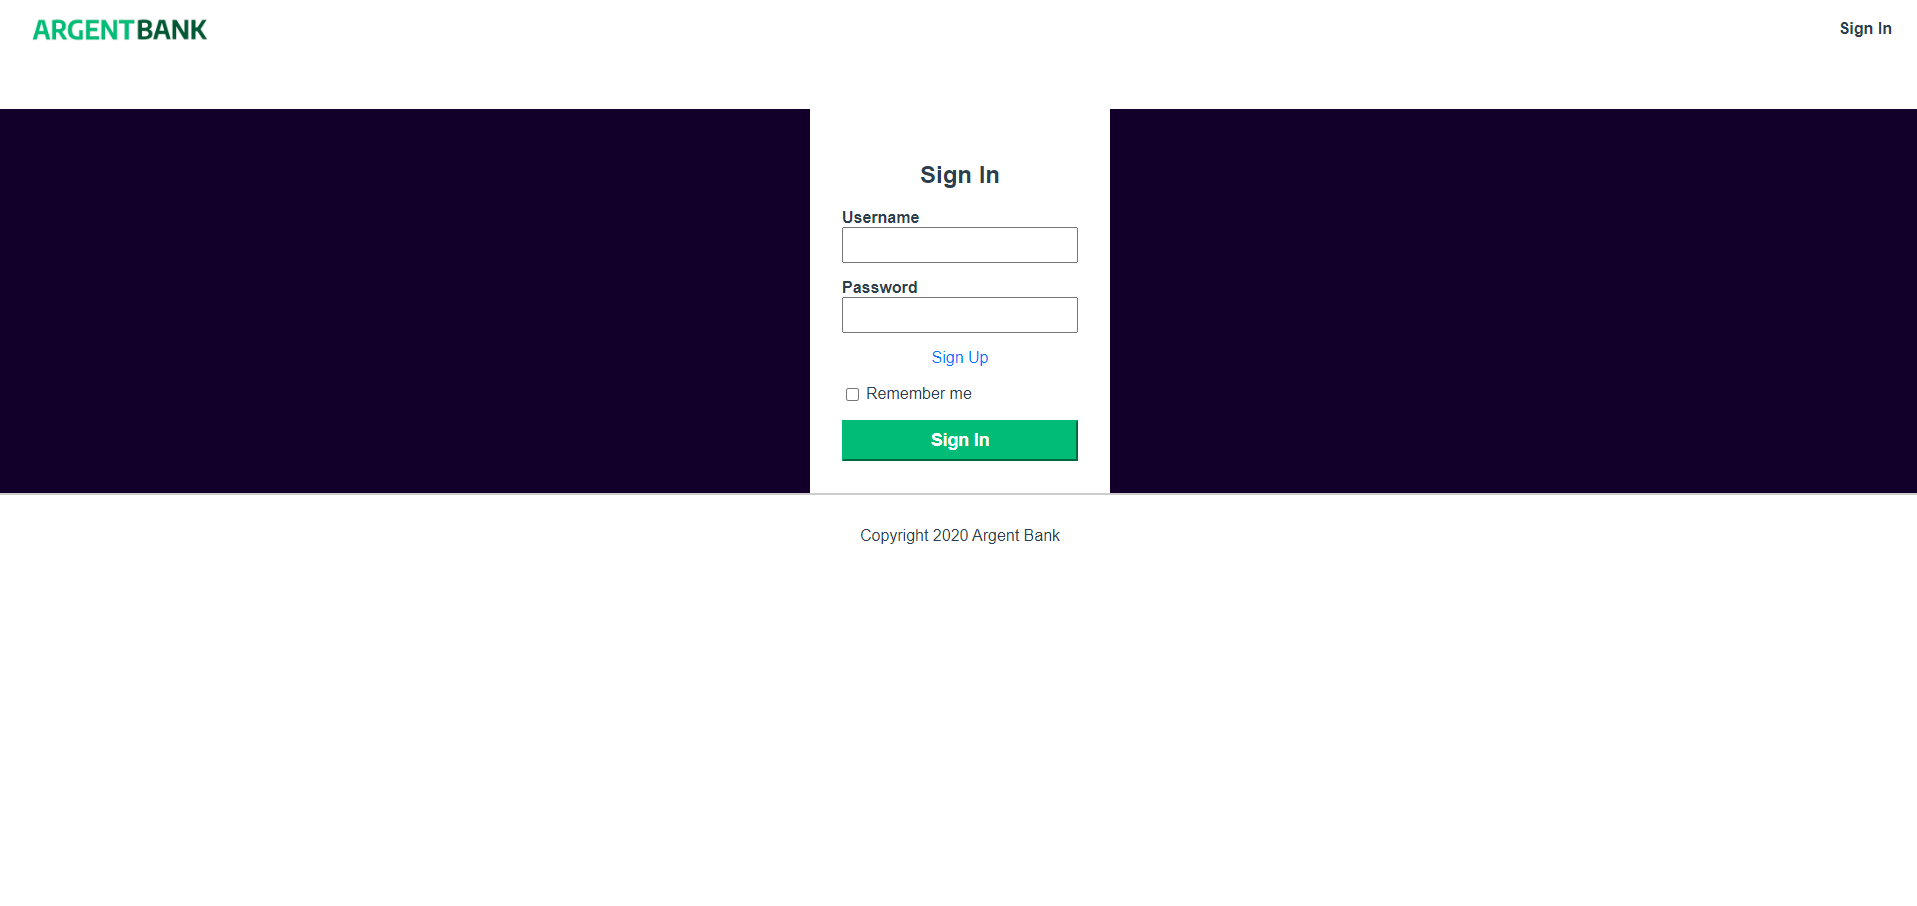 ARGENTBANK
Sign In
Sign In
Username
Password
Sign Up
Remember me
Sign In
Copyright 2020 Argent Bank